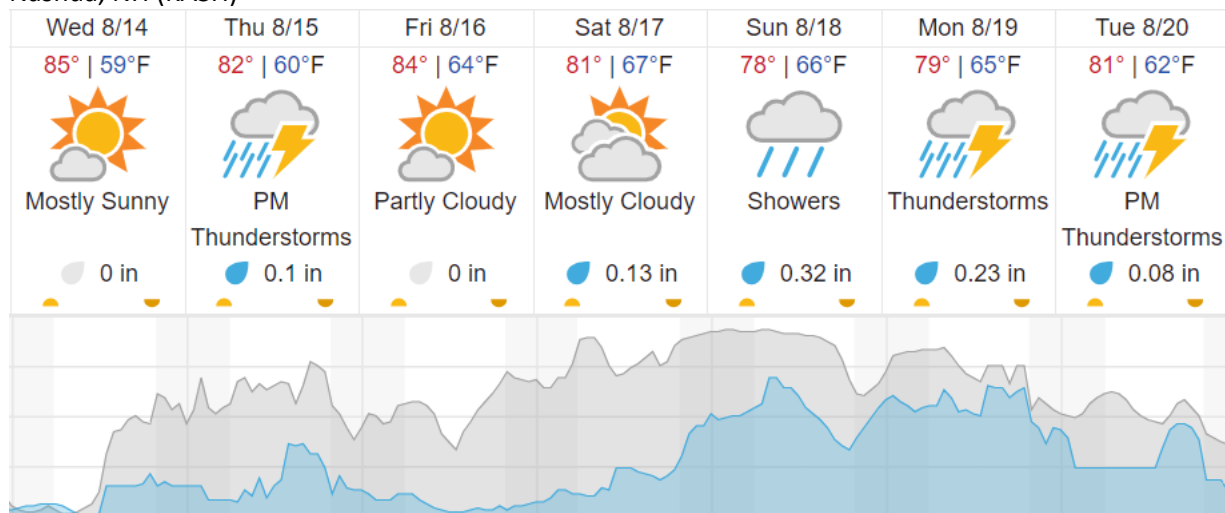 Nashua, NH (KASH)
Wed 8/14 Thu 8/15 Fri 8/16 Sat 8/17 Sun 8/18 Mon 8/19 Tue 8/20
85° | 59°F 82° | 60°F 84° | 64°F 81° | 67°F 78° | 66°F 79° | 65°F 81° | 62°F
Mostly Sunny PM Partly Cloudy Mostly Cloudy Showers Thunderstorms PM
Thunderstorms Thunderstorms
0 in 0.1 in 0 in 0.13 in 0.32 in 0.23 in 0.08 in